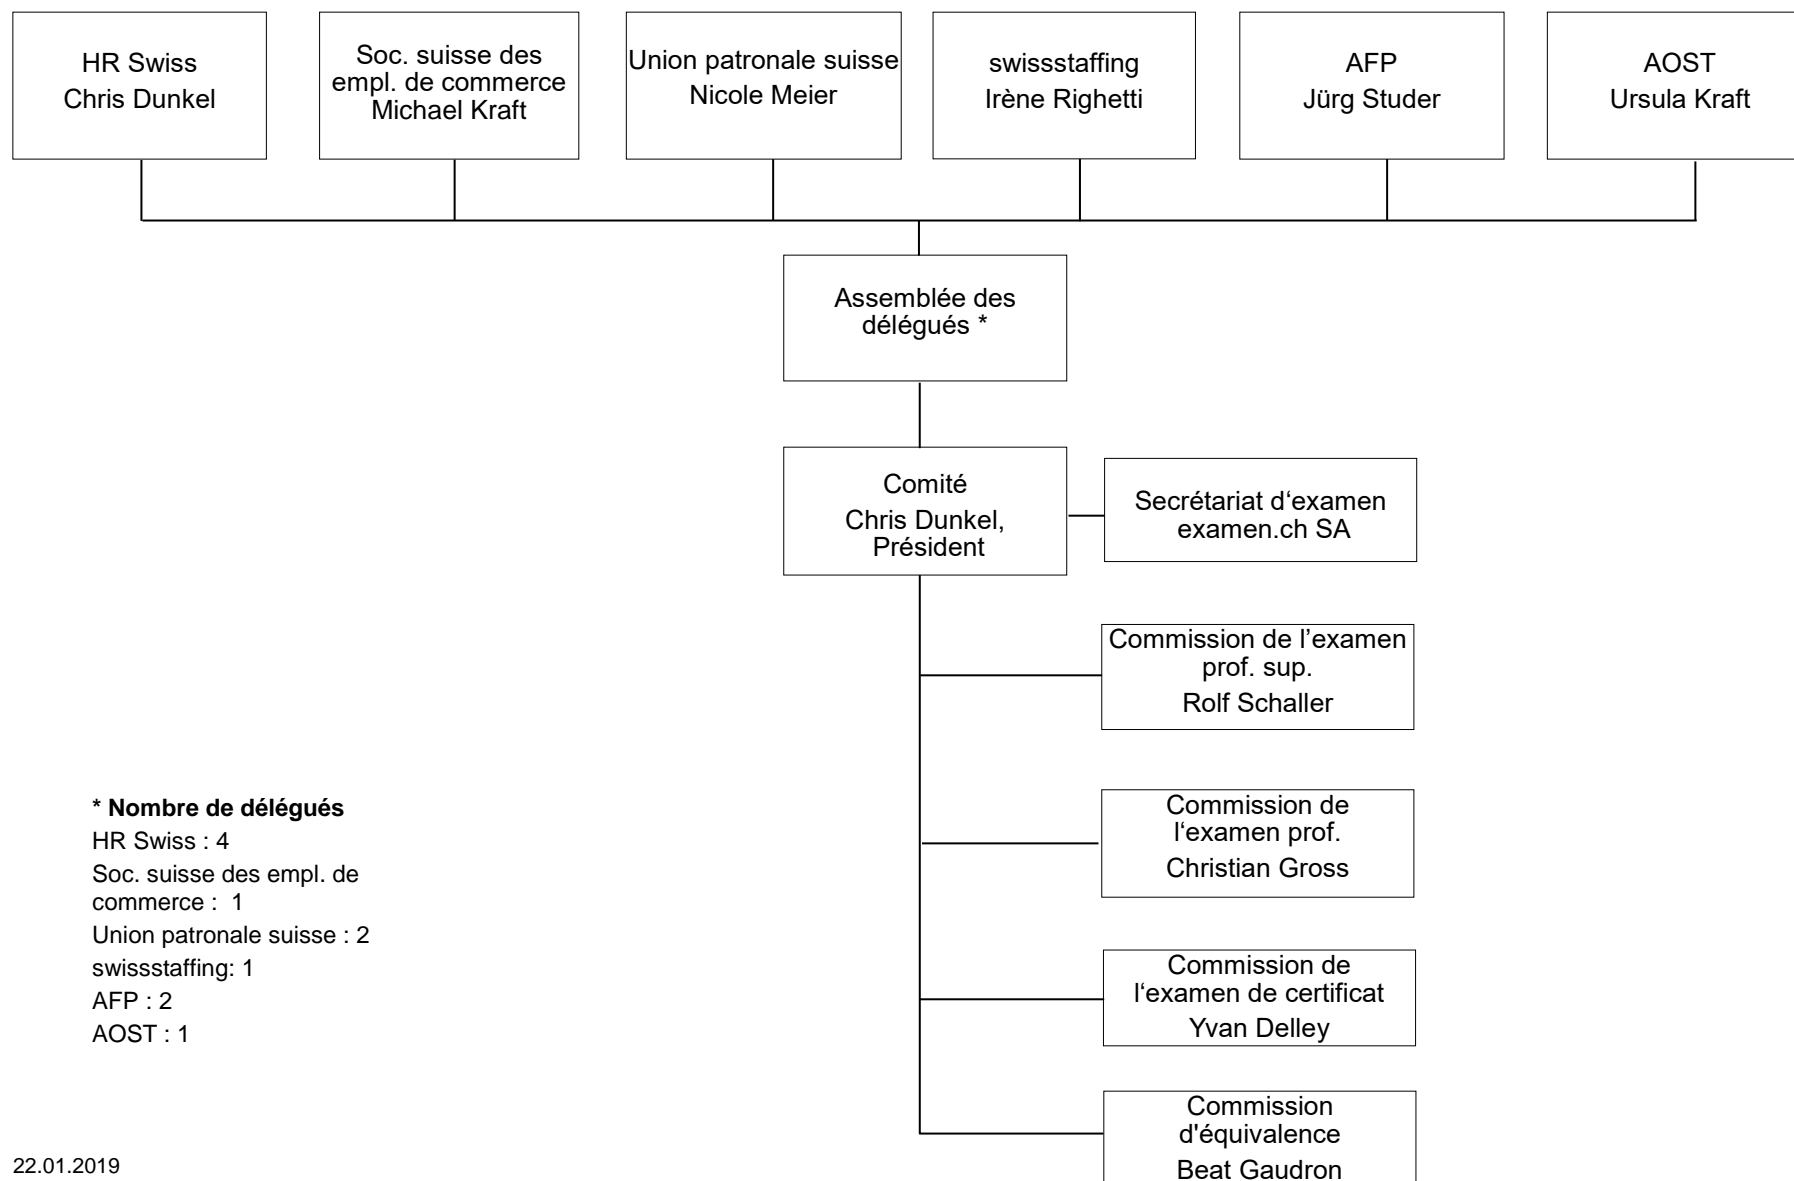 HR Swiss
Chris Dunkel
Soc. suisse des
empl. de commerce
Michael Kraft
Union patronale suisse
Nicole Meier
swissstaffing
Irène Righetti
AFP
Jürg Studer
AOST
Ursula Kraft
Assemblée des
délégués *
Comité
Chris Dunkel,
Président
Secrétariat d‘examen
examen.ch SA
Commission de l’examen
prof. sup.
Rolf Schaller
Commission de
l‘examen prof.
Christian Gross
Commission de
l‘examen de certificat
Yvan Delley
Commission
d'équivalence
Beat Gaudron
* Nombre de délégués
HR Swiss : 4
Soc. suisse des empl. de
commerce :  1
Union patronale suisse : 2
swissstaffing: 1
AFP : 2
AOST : 1
22.01.2019